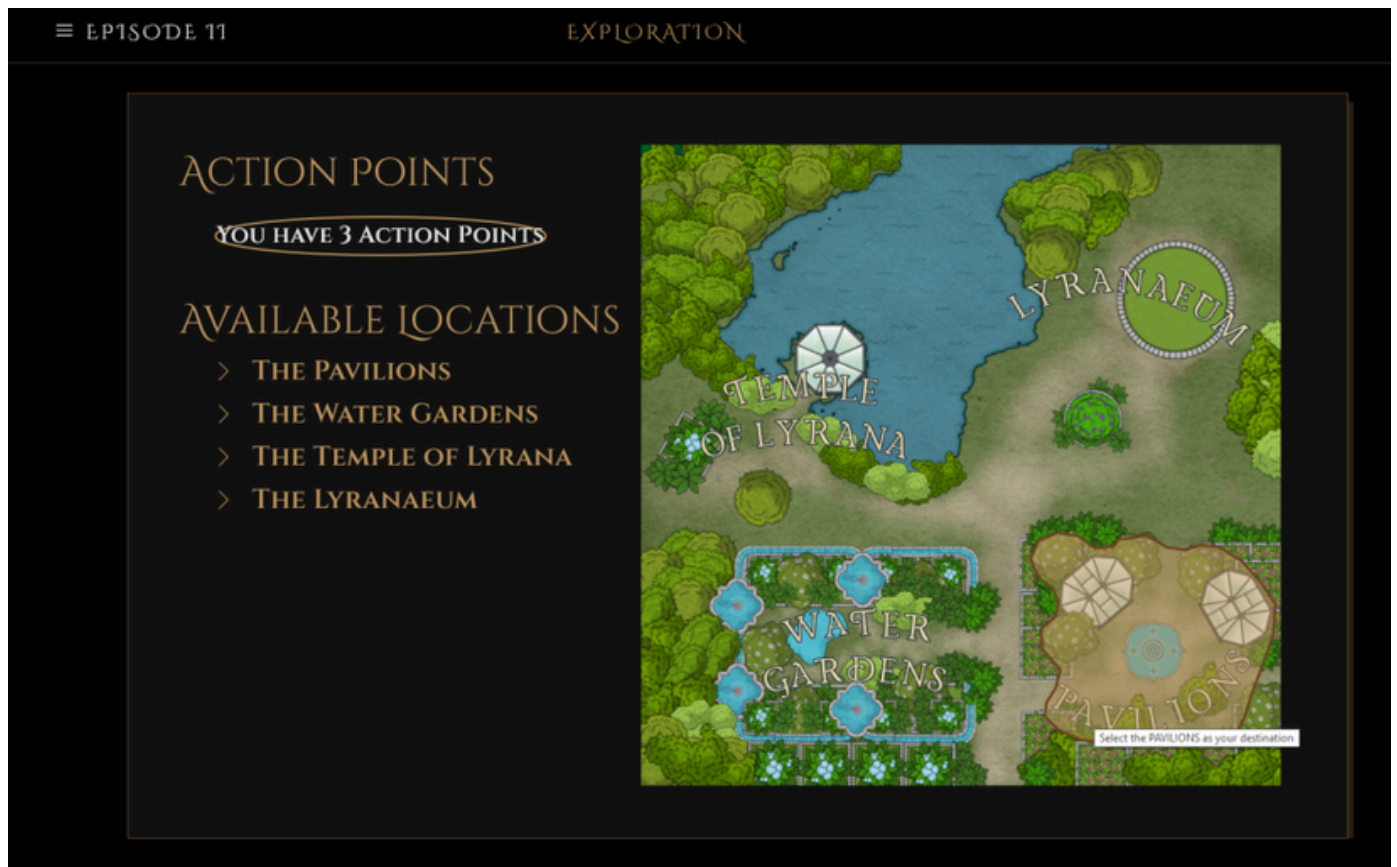 EPISODE II
EXPLORATION
ACTION POINTS
YOU HAVE 3 ACTION POINTS
AVAILABLE LOCATIONS
THE PAVILIONS
THE WATER GARDENS
THE TEMPLE OF LYRANA
THE LYRANAEUM
LYRANAEUM
TEMPLE
OF LYRANA
WATER
GARDENS
PAVILIONS
Select the PAVILIONS as your destination